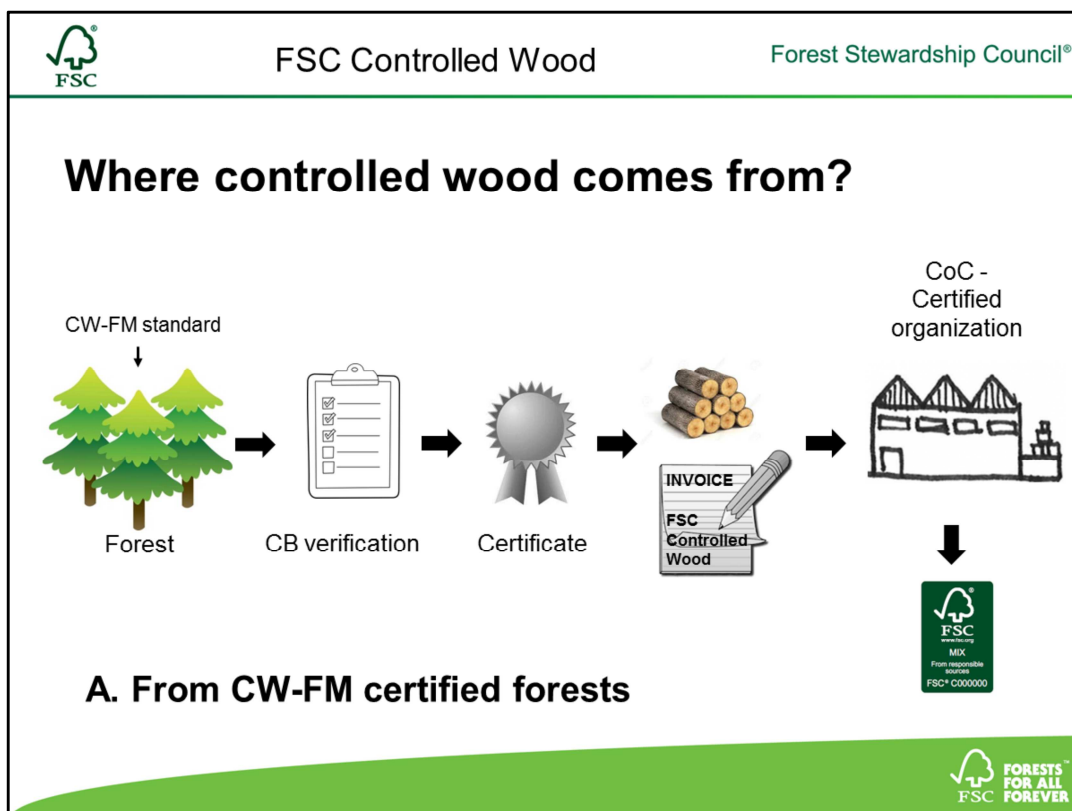 FSC
FSC Controlled Wood
Forest Stewardship Council®
Where controlled wood comes from?
CW-FM standard
Forest
CB verification
Certificate
INVOICE
FSC
Controlled
Wood
CoC -
Certified
organization
FSC
www.fsc.org
MIX
From responsible
sources
FSC® C000000
A. From CW-FM certified forests
FSC
FORESTS™
FOR ALL
FOREVER